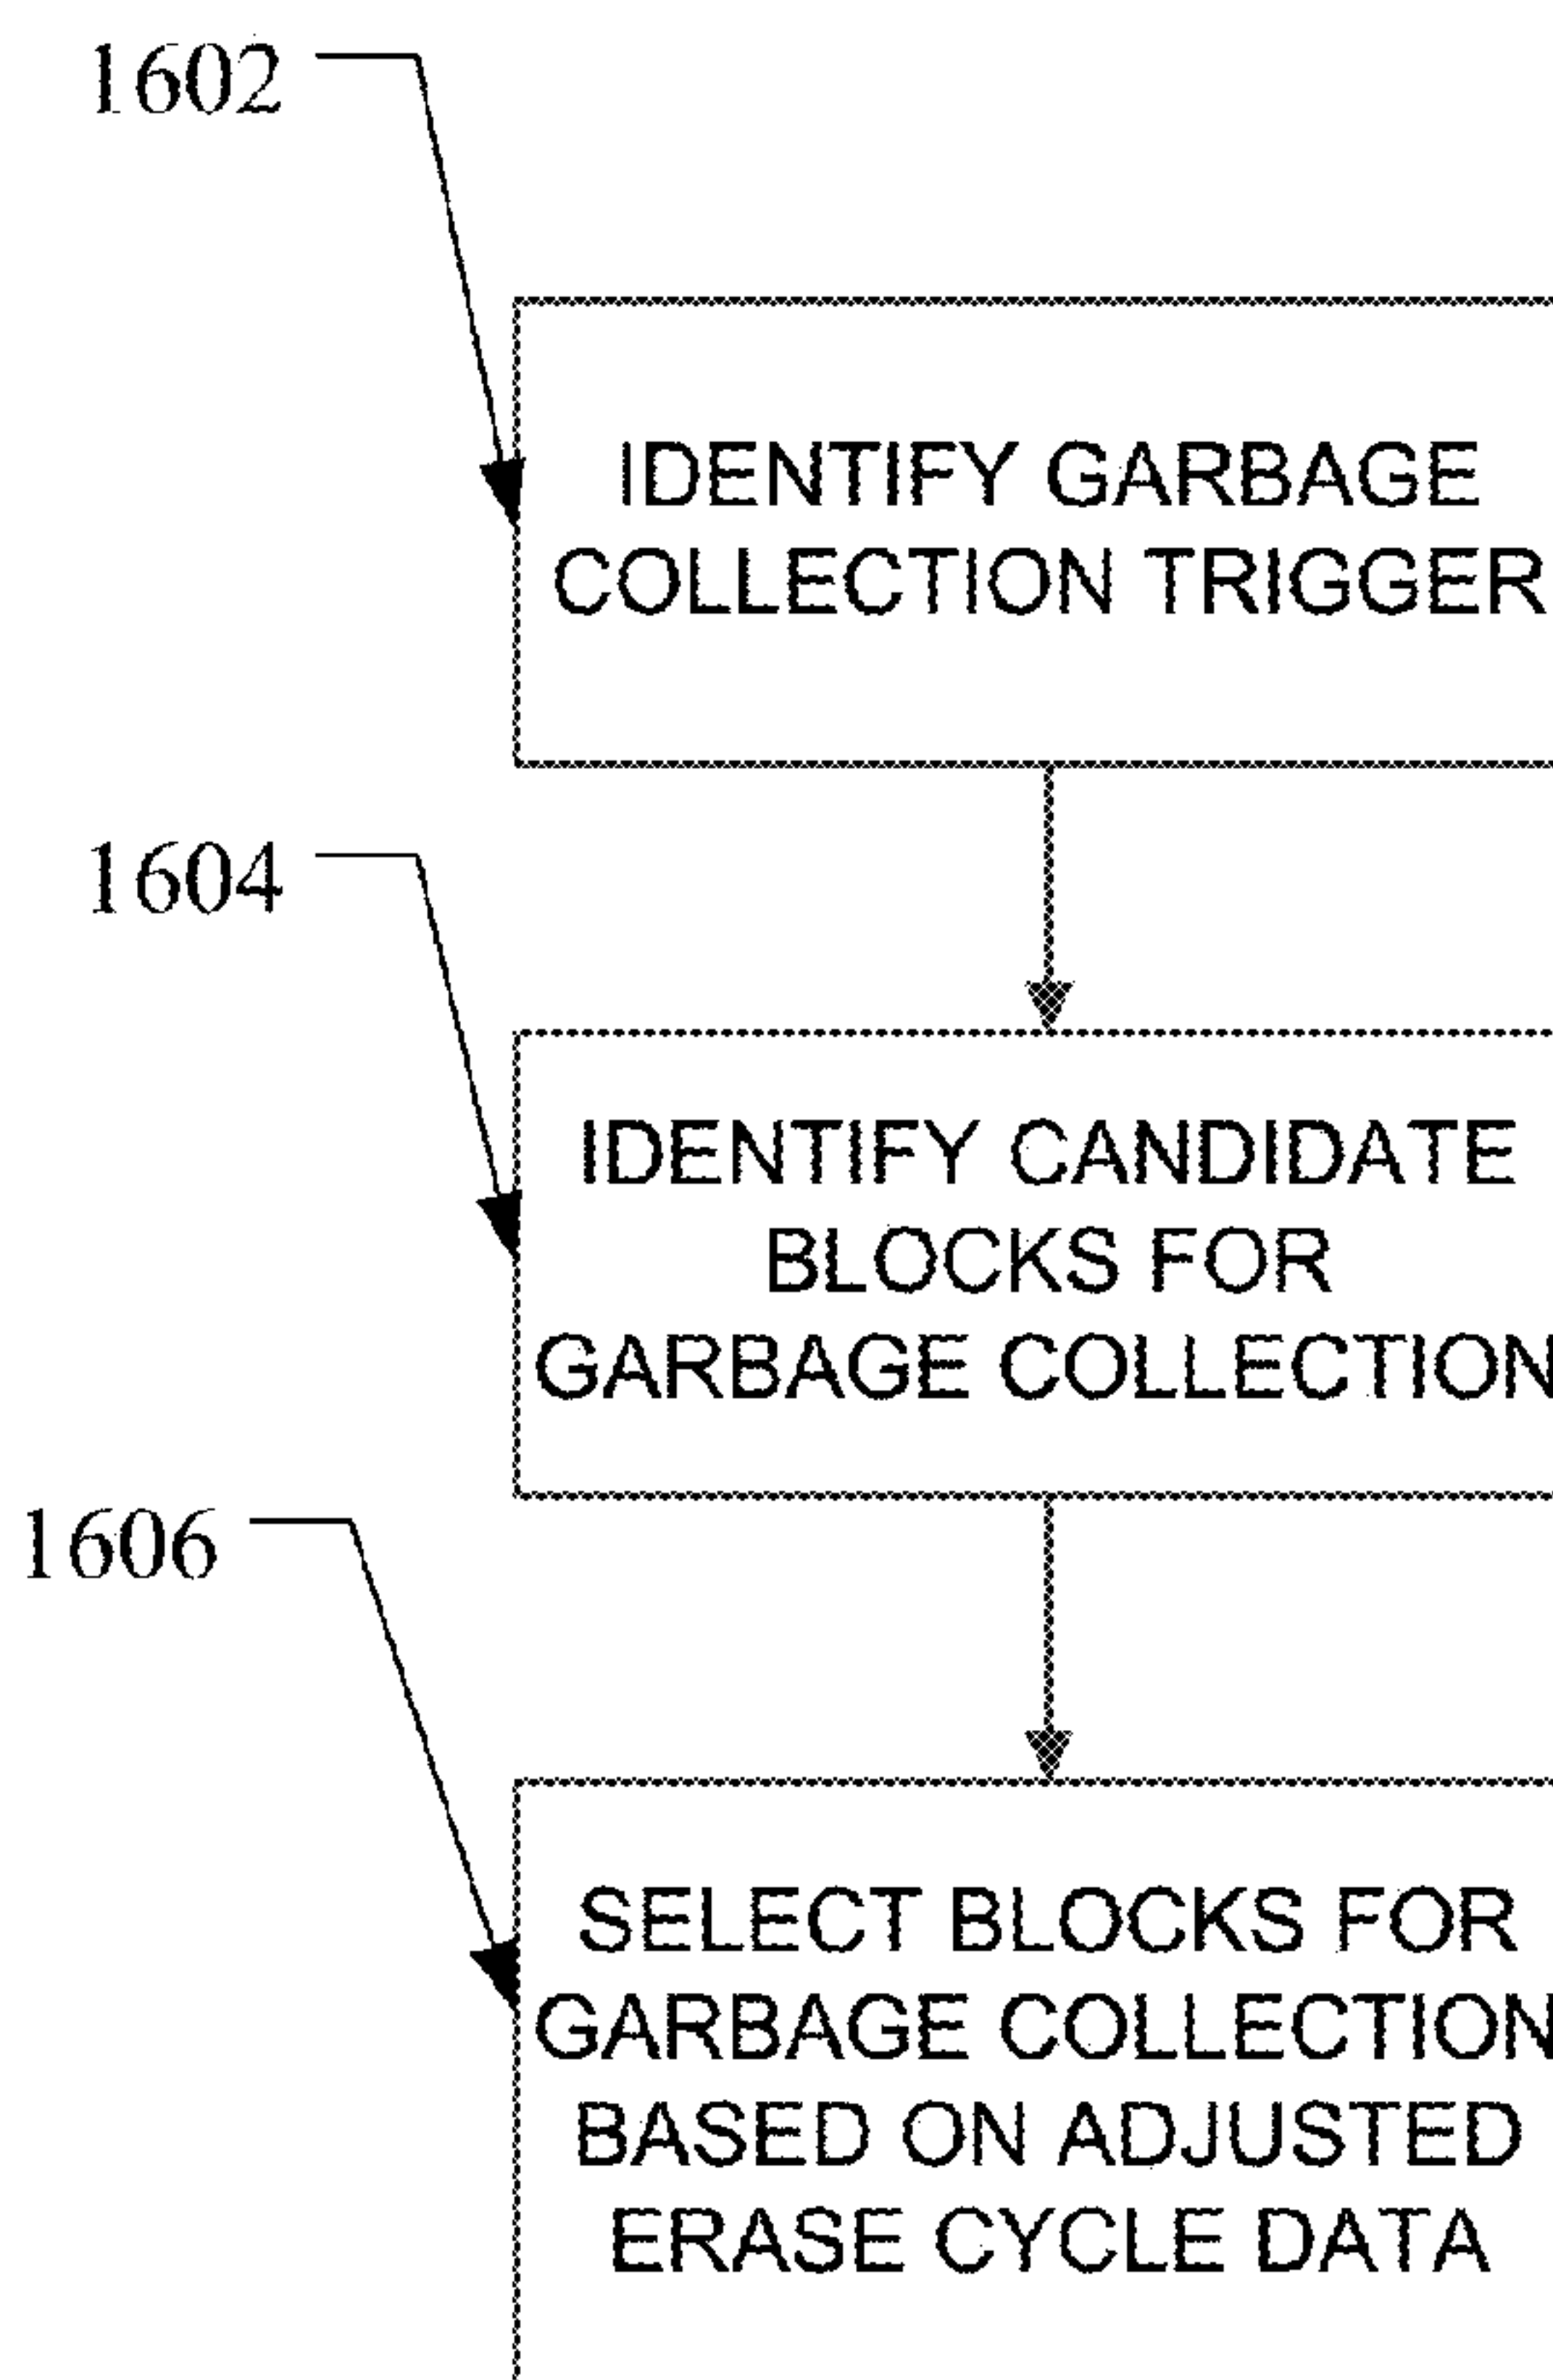 1602
IDENTIFY GARBAGE
COLLECTION TRIGGER
1604
IDENTIFY CANDIDATE
BLOCKS FOR
GARBAGE COLLECTION
1606
SELECT BLOCKS FOR
GARBAGE COLLECTION
BASED ON ADJUSTED
ERASE CYCLE DATA